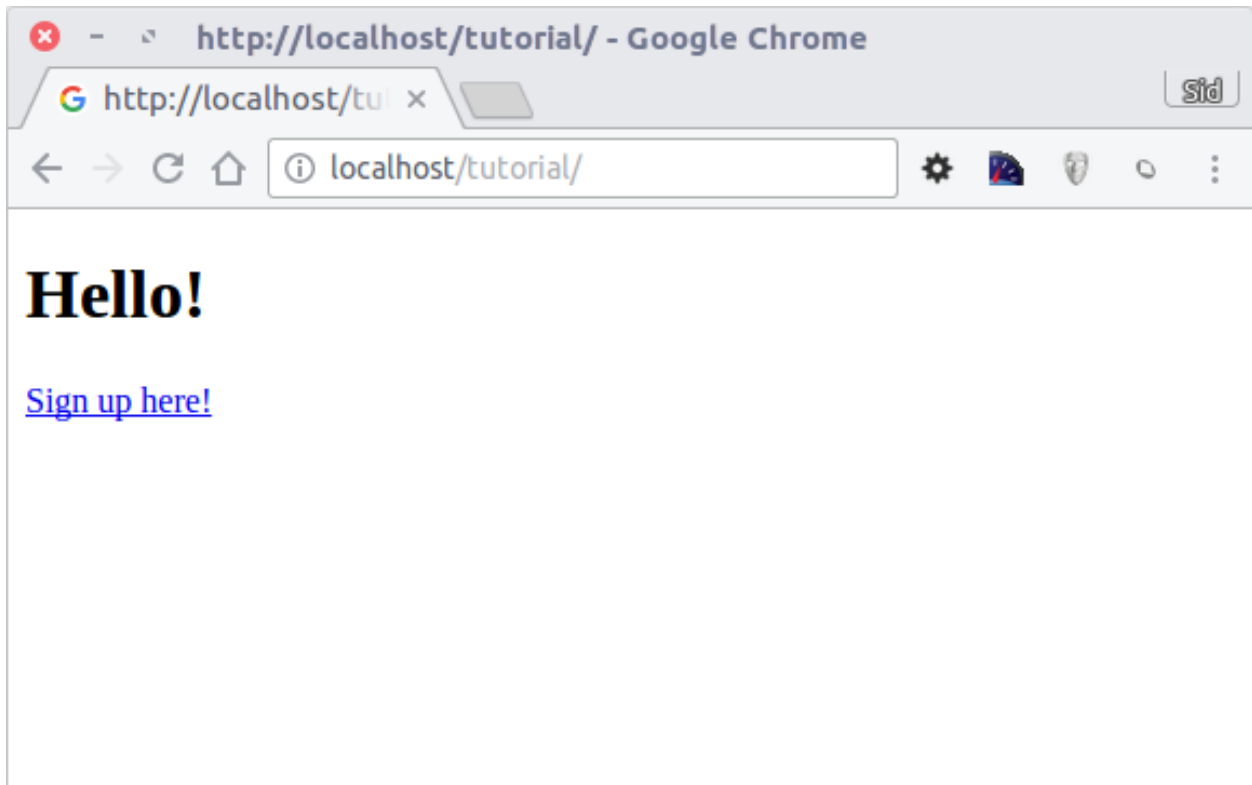 http://localhost/tutorial/ - Google Chrome
http://localhost/tu
Sid
localhost/tutorial/
Hello!
Sign up here!